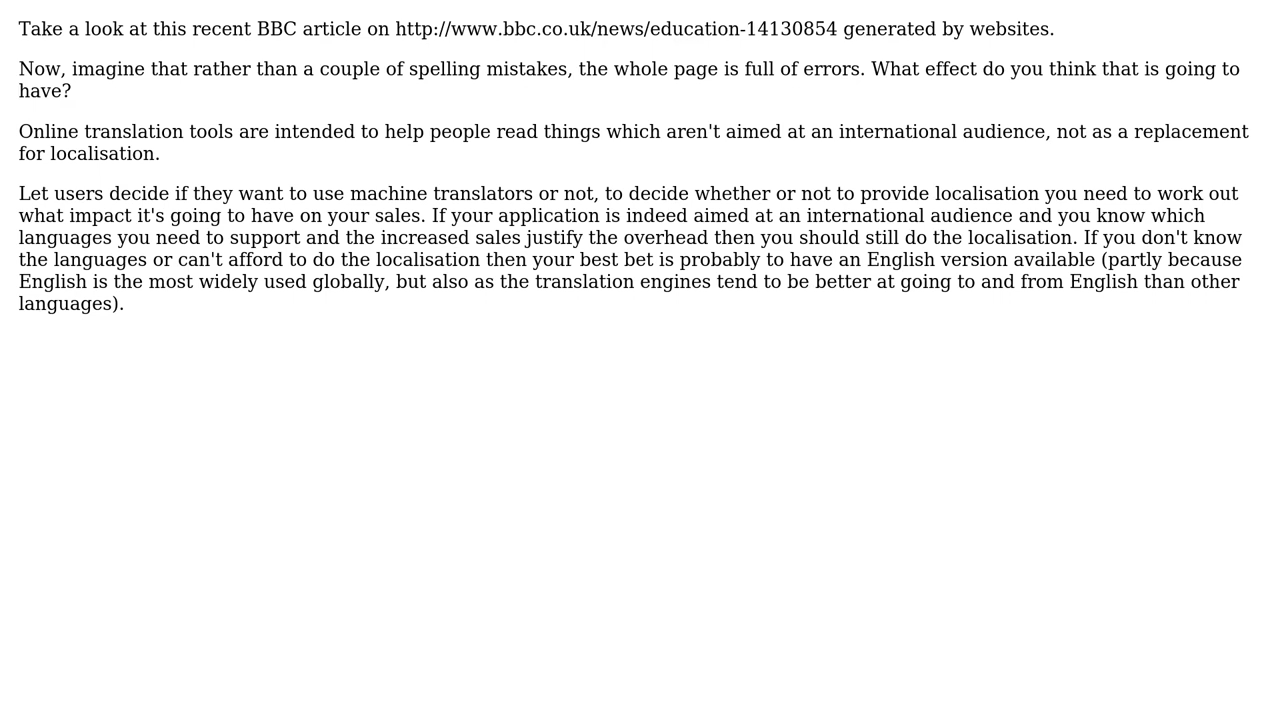 Take a look at this recent BBC article on http://www.bbc.co.uk/news/education-14130854 generated by websites.
Now, imagine that rather than a couple of spelling mistakes, the whole page is full of errors. What effect do you think that is going to
have?
Online translation tools are intended to help people read things which aren't aimed at an international audience, not as a replacement
for localisation.
Let users decide if they want to use machine translators or not, to decide whether or not to provide localisation you need to work out
what impact it's going to have on your sales. If your application is indeed aimed at an international audience and you know which
languages you need to support and the increased sales justify the overhead then you should still do the localisation. If you don't know
the languages or can't afford to do the localisation then your best bet is probably to have an English version available (partly because
English is the most widely used globally, but also as the translation engines tend to be better at going to and from English than other
languages).